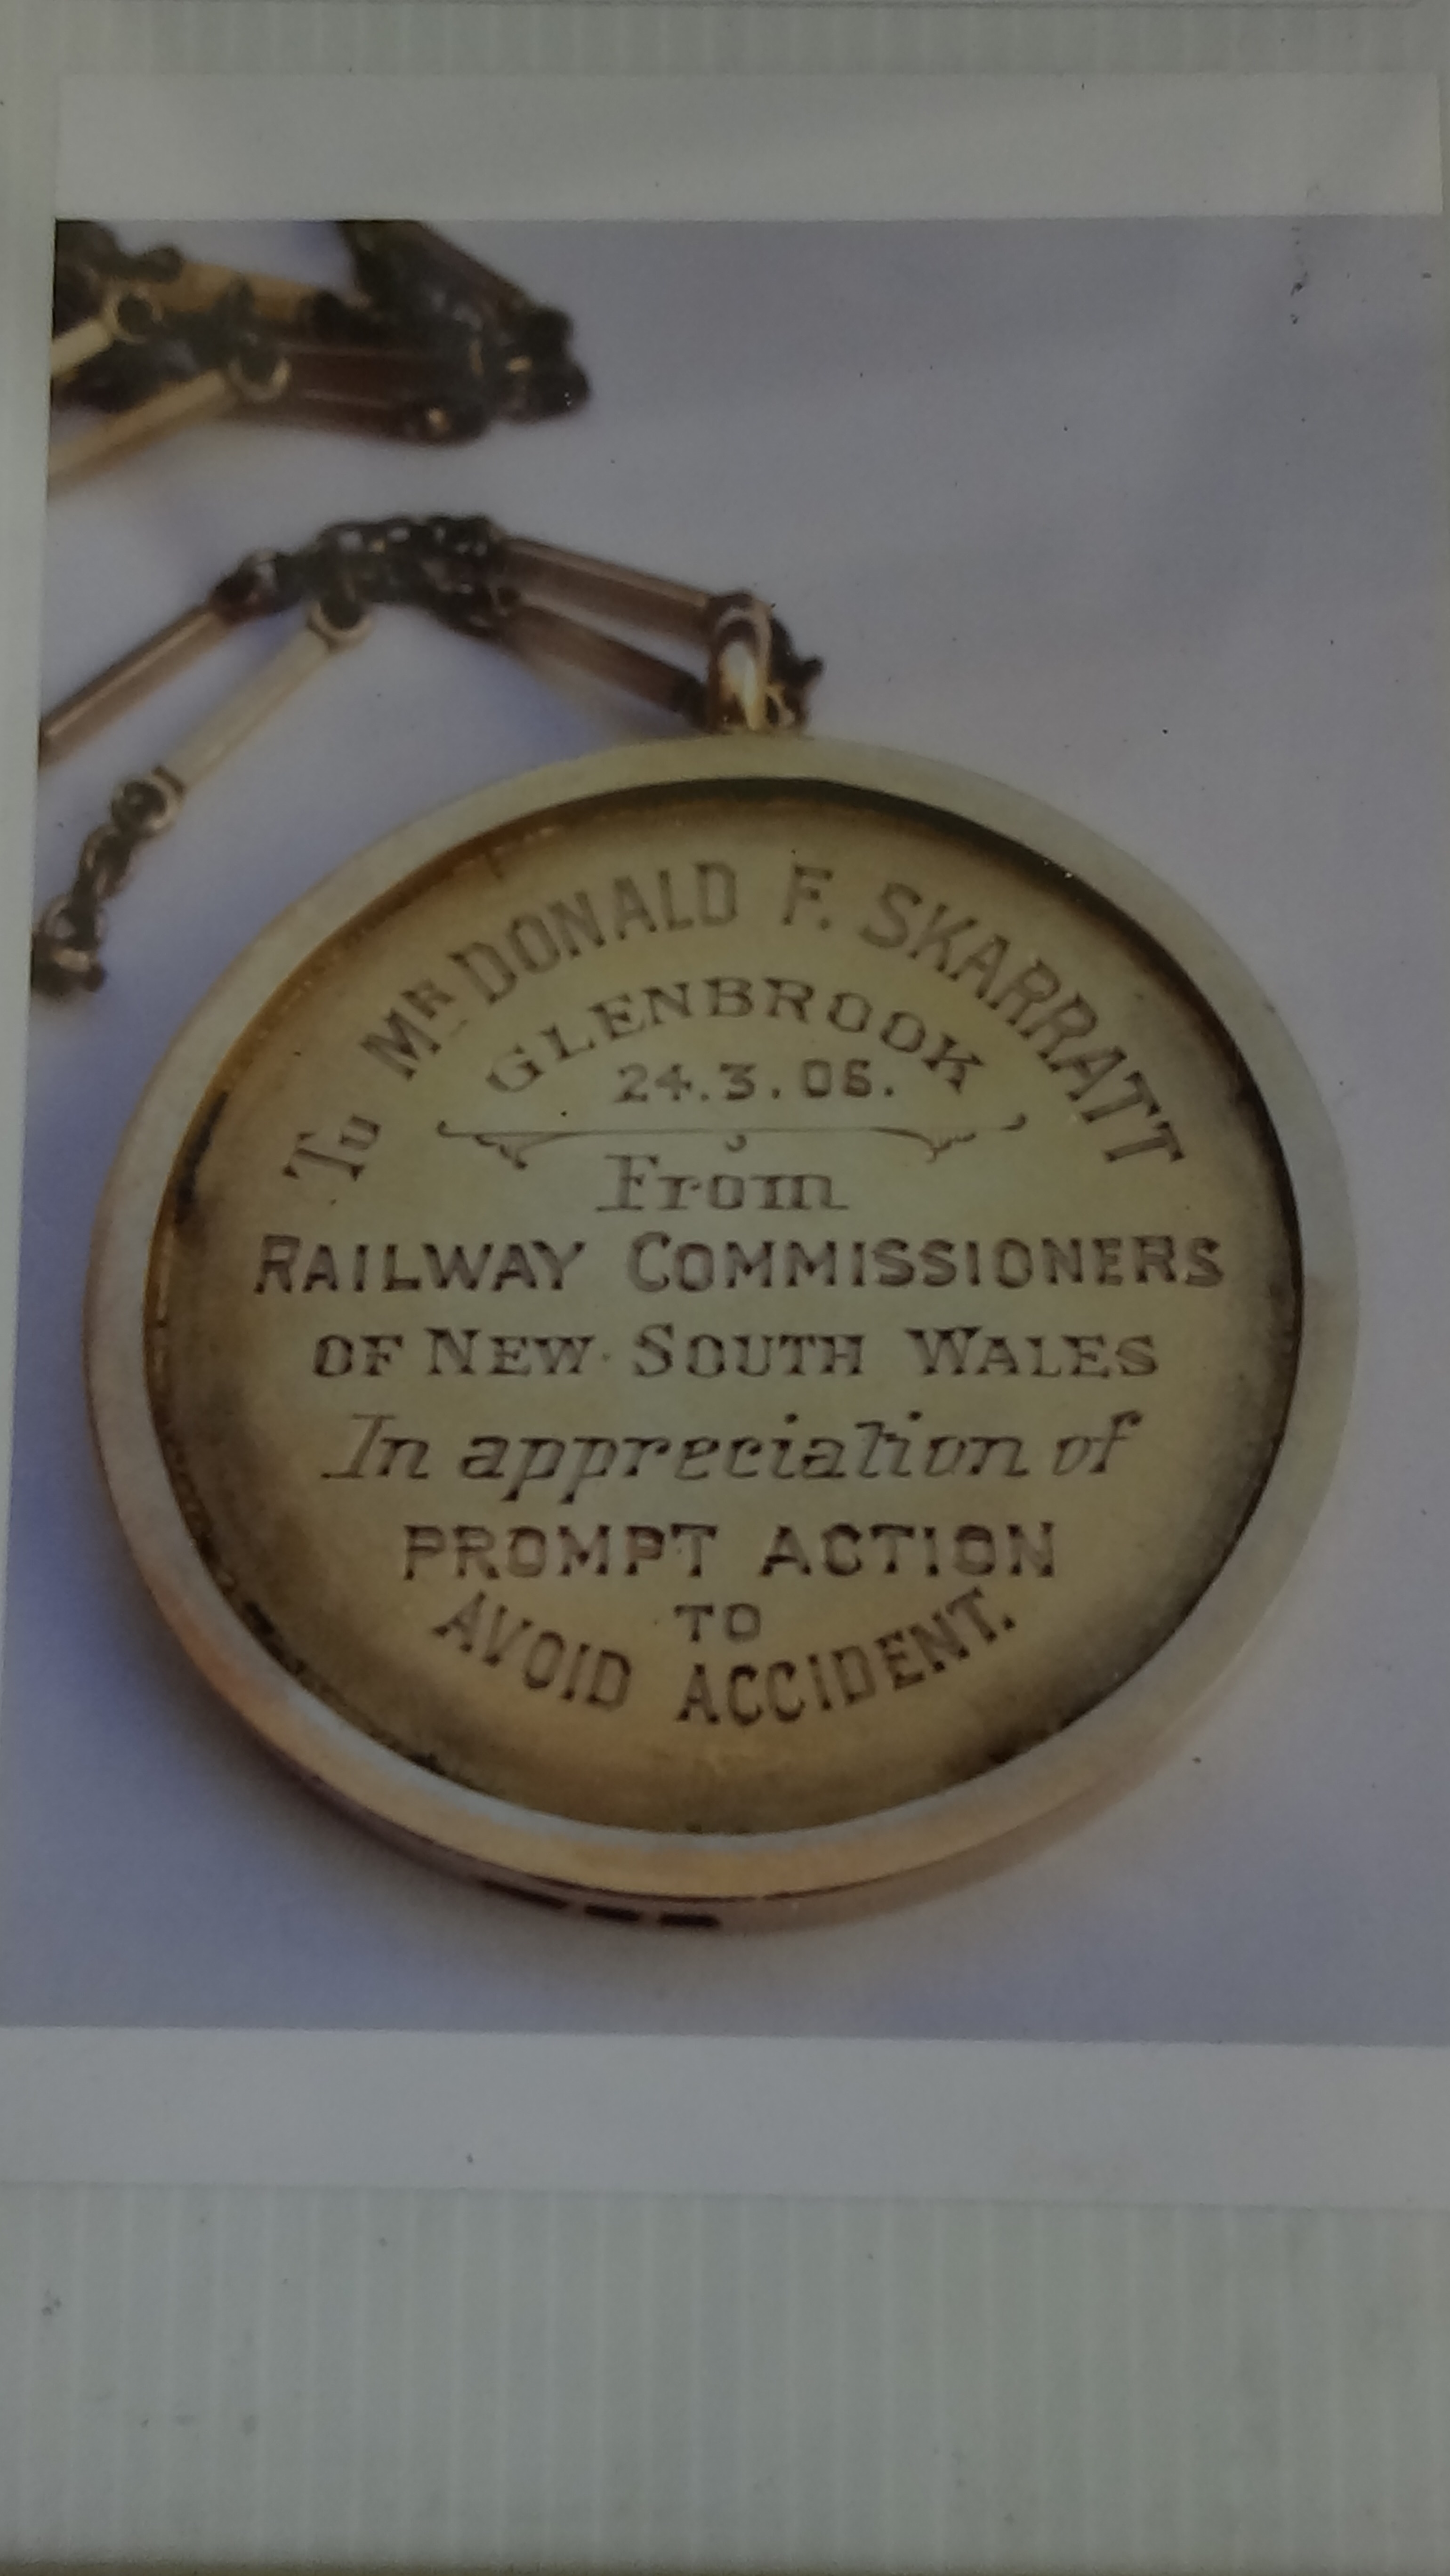 To Mr DONALD F. SKARRATT
GLENBROOK
24.3.06.
From
RAILWAY COMMISSIONERS
OF NEW SOUTH WALES
In appreciation of
PROMPT ACTION
TO
AVOID ACCIDENT.